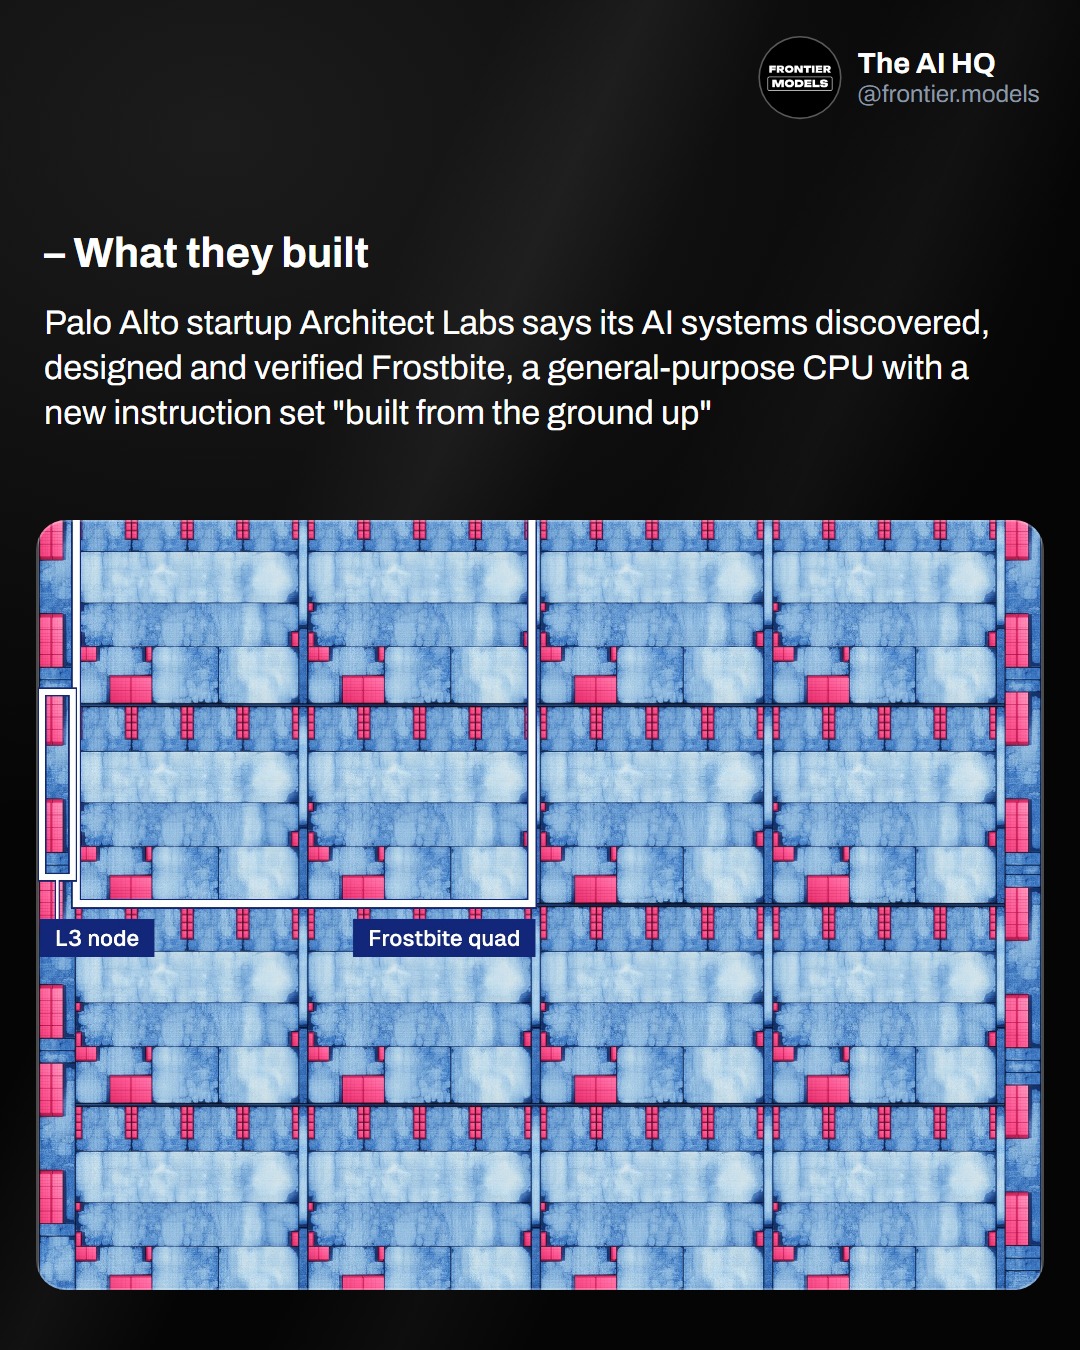 FRONTIER
MODELS
The AI HQ
@frontier.models
– What they built
Palo Alto startup Architect Labs says its AI systems discovered,
designed and verified Frostbite, a general-purpose CPU with a
new instruction set "built from the ground up"
L3 node
Frostbite quad